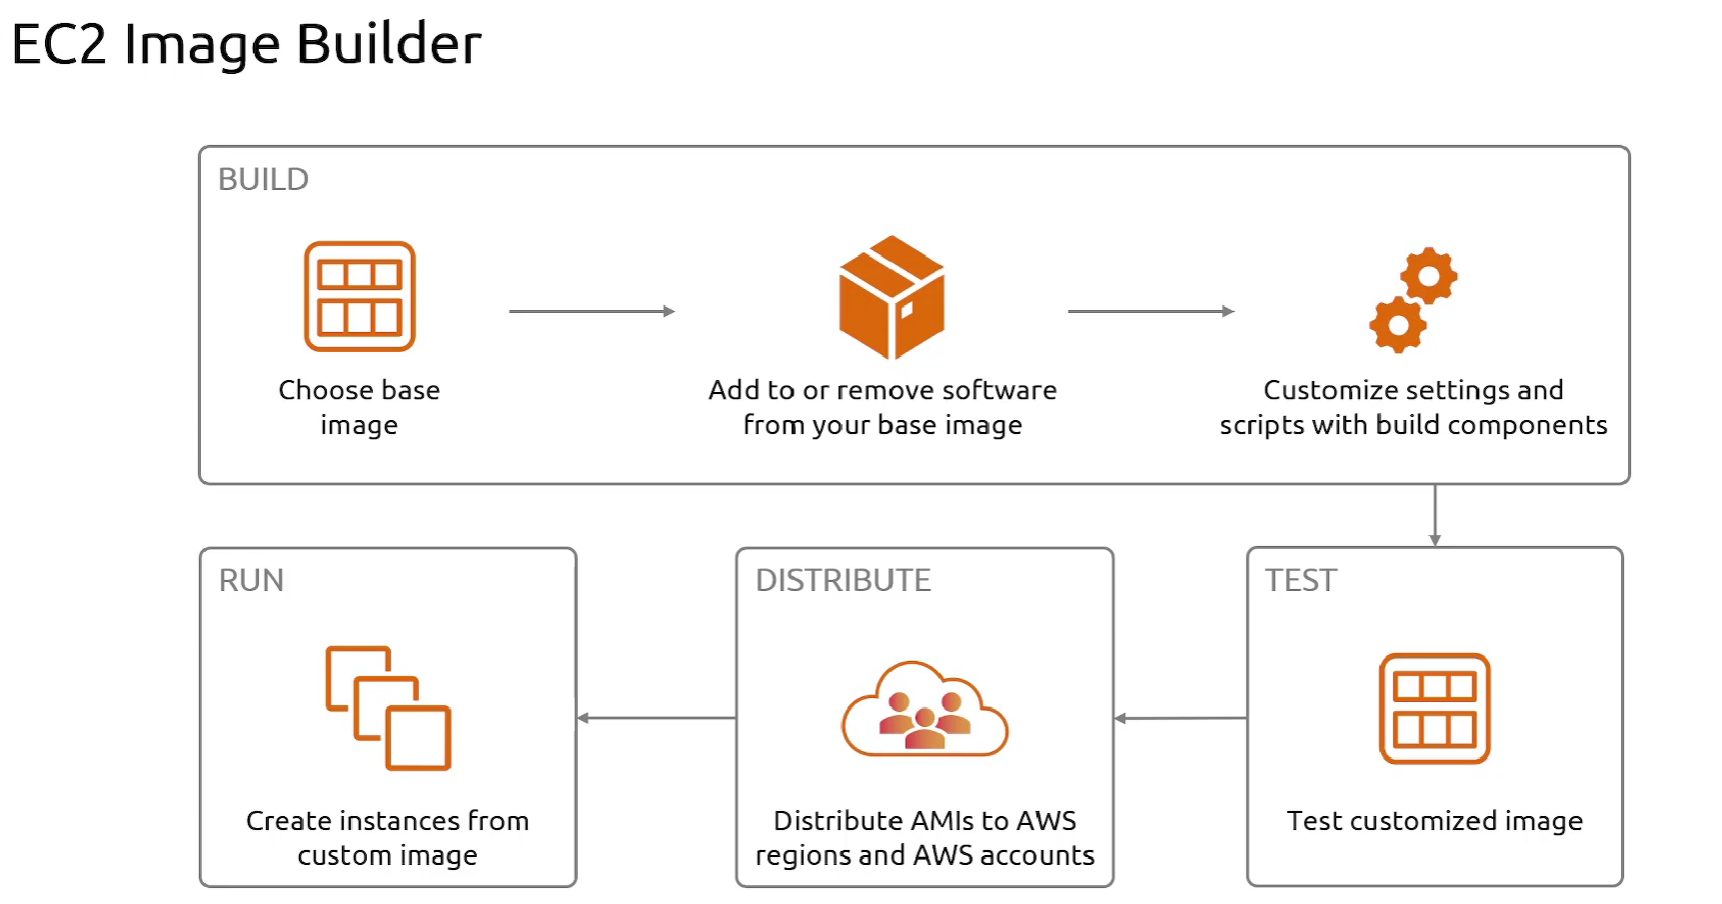 EC2 Image Builder
BUILD
Choose base
image
Add to or remove software
from your base image
Customize settings and
scripts with build components
RUN
Create instances from
custom image
DISTRIBUTE
Distribute AMIs to AWS
regions and AWS accounts
TEST
Test customized image